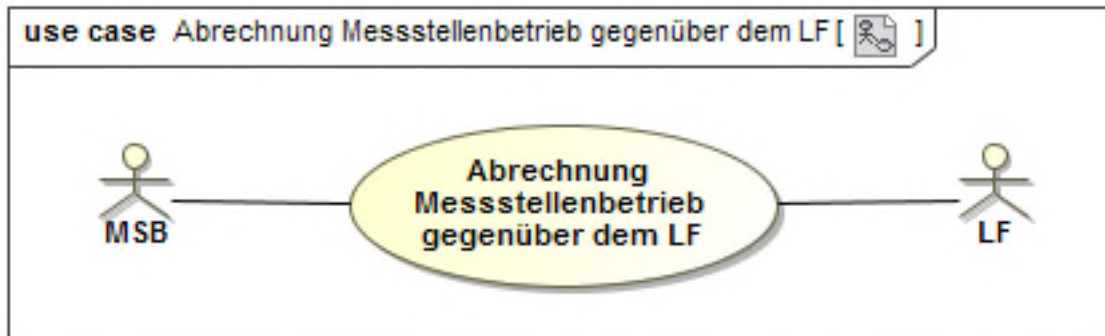 use case Abrechnung Messstellenbetrieb gegenüber dem LF [ ]
Abrechnung
Messstellenbetrieb
gegenüber dem LF
MSB
LF